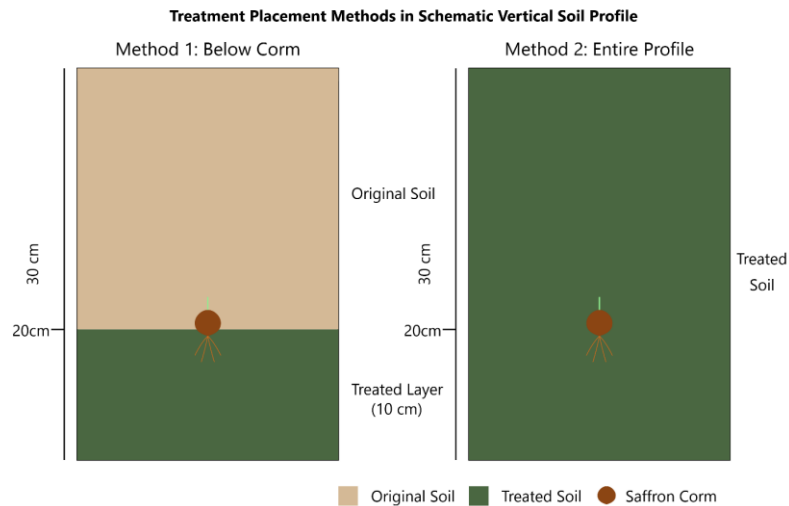 Treatment Placement Methods in Schematic Vertical Soil Profile
Method 1: Below Corm
Method 2: Entire Profile
Original Soil
30 cm
20cm
Treated Layer
(10 cm)
30 cm
20cm
Treated
Soil
Original Soil
Treated Soil
Saffron Corm